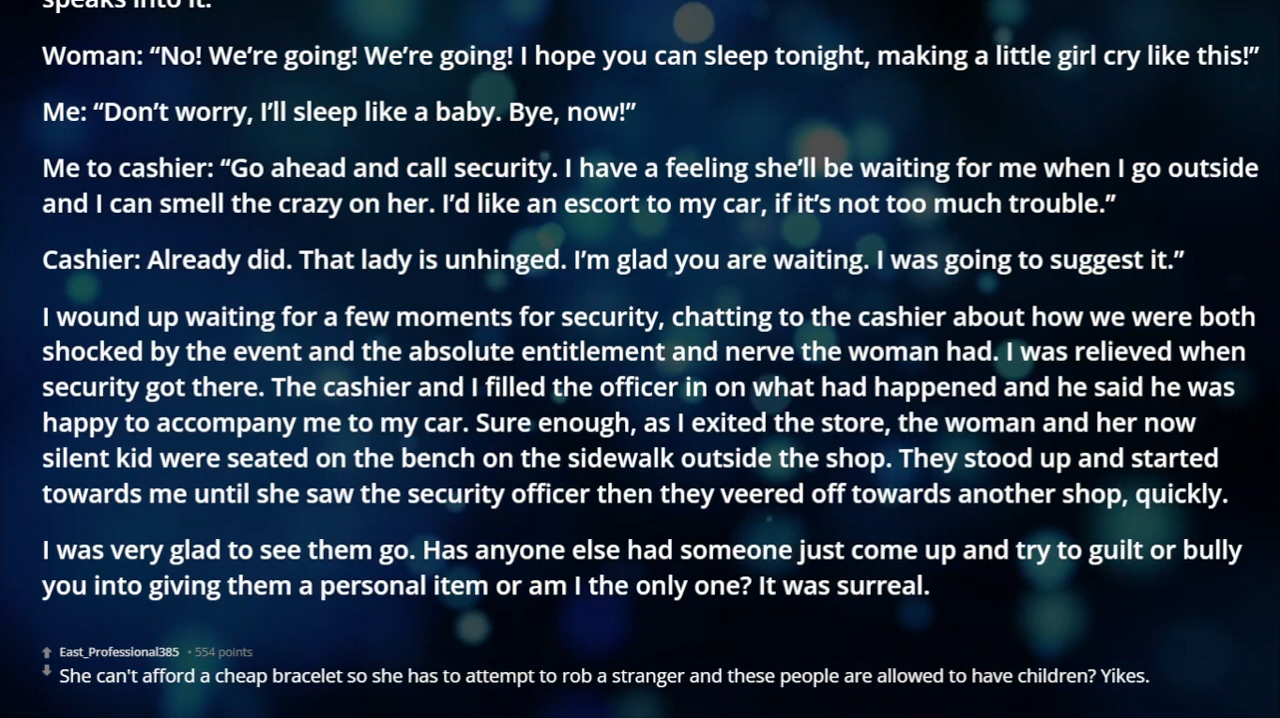 speaks into it.
Woman: “No! We’re going! We’re going! I hope you can sleep tonight, making a little girl cry like this!”
Me: “Don’t worry, I’ll sleep like a baby. Bye, now!”
Me to cashier: “Go ahead and call security. I have a feeling she’ll be waiting for me when I go outside
and I can smell the crazy on her. I’d like an escort to my car, if it’s not too much trouble.”
Cashier: Already did. That lady is unhinged. I’m glad you are waiting. I was going to suggest it.”
I wound up waiting for a few moments for security, chatting to the cashier about how we were both
shocked by the event and the absolute entitlement and nerve the woman had. I was relieved when
security got there. The cashier and I filled the officer in on what had happened and he said he was
happy to accompany me to my car. Sure enough, as I exited the store, the woman and her now
silent kid were seated on the bench on the sidewalk outside the shop. They stood up and started
towards me until she saw the security officer then they veered off towards another shop, quickly.
I was very glad to see them go. Has anyone else had someone just come up and try to guilt or bully
you into giving them a personal item or am I the only one? It was surreal.
East_Professional385 • 554 points
She can't afford a cheap bracelet so she has to attempt to rob a stranger and these people are allowed to have children? Yikes.